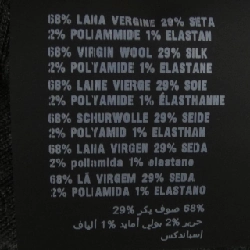 68% LANA VERGINE 29% SETA
2% POLIAMMIDE 1% ELASTAN
68% VIRGIN WOOL 29% SILK
2% POLYAMIDE 1% ELASTANE
68% LAINE VIERGE 29% SOIE
2% POLYAMIDE 1% ÉLASTHANNE
68% SCHURWOLLE 29% SEIDE
2% POLYAMID 1% ELASTHAN
68% LANA VIRGEN 29% SEDA
2% poliamida 1% elastano
68% LÃ VIRGEM 29% SEDA
2% POLIAMIDA 1% ELASTANO
68% صوف بكر 29%
حرير 2% بولي أمايد 1% ألياف
اسباندكس